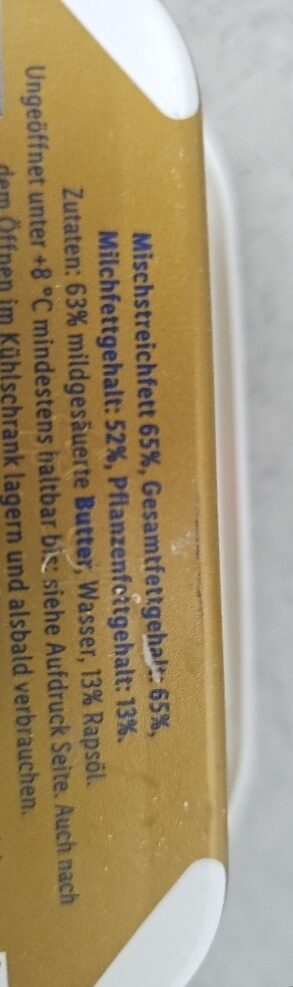 Mischstreichfett 65%, Gesamtfettgehalt: 65%,
Milchfettgehalt: 52%, Pflanzenfettgehalt: 13%.
Zutaten: 63% mildgesäuerte Butter, Wasser, 13% Rapsöl.
Ungeöffnet unter +8 °C mindestens haltbar bis, siehe Aufdruck Seite. Auch nach
dem Öffnen im Kühlschrank lagern und alsbald verbrauchen.